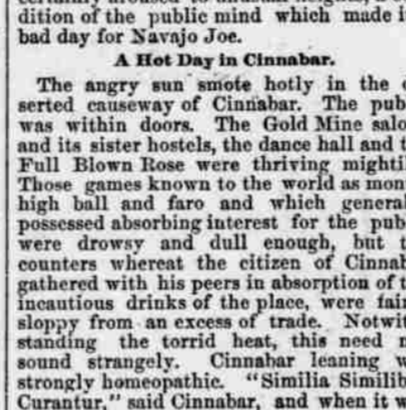 dition of the public mind which made i
bad day for Navajo Joe.
A Hot Day in Cinnabar.
The angry sun smote hotly in the
serted causeway of Cinnabar. The pub
was within doors. The Gold Mine salo
and its sister hostels, the dance hall and t
Full Blown Rose were thriving mighti
Those games known to the world as mon
high ball and faro and which general
possessed absorbing interest for the pub
were drowsy and dull enough, but t
counters whereat the citizen of Cinnab
gathered with his peers in absorption of t
incautious drinks of the place, were fair
sloppy from an excess of trade. Notwit
standing the torrid heat, this need n
sound strangely. Cinnabar leaning w
strongly homeopathic. "Similia Similib
Curantur," said Cinnabar, and when it w